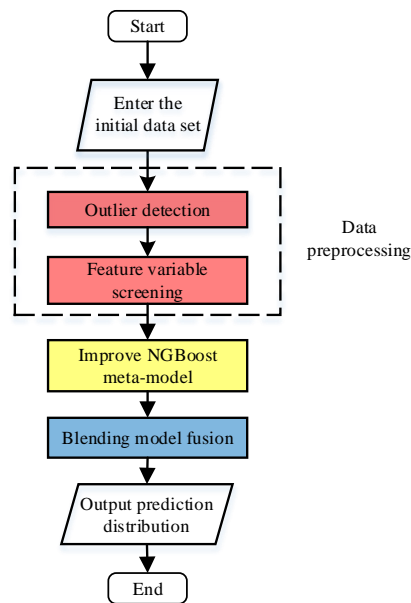 Start
Enter the
initial data set
Outlier detection
Data
preprocessing
Feature variable
screening
Improve NGBoost
meta-model
Blending model fusion
Output prediction
distribution
End